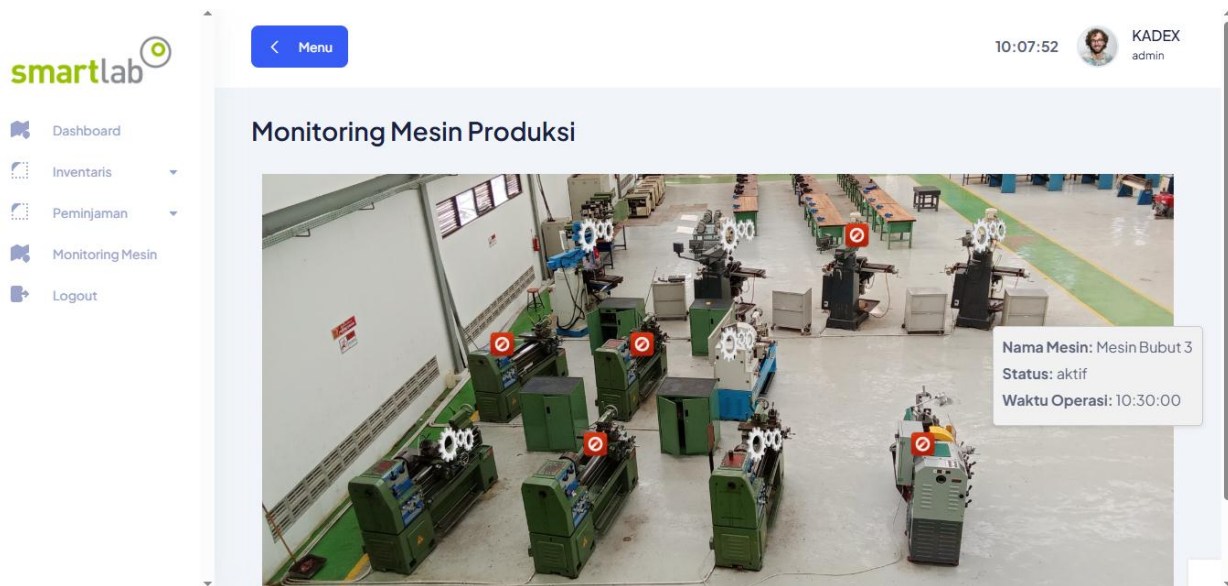 smartlab
Menu
10:07:52
KADEX
admin
Dashboard
Inventaris
Peminjaman
Monitoring Mesin
Logout
Monitoring Mesin Produksi
Nama Mesin: Mesin Bubut 3
Status: aktif
Waktu Operasi: 10:30:00